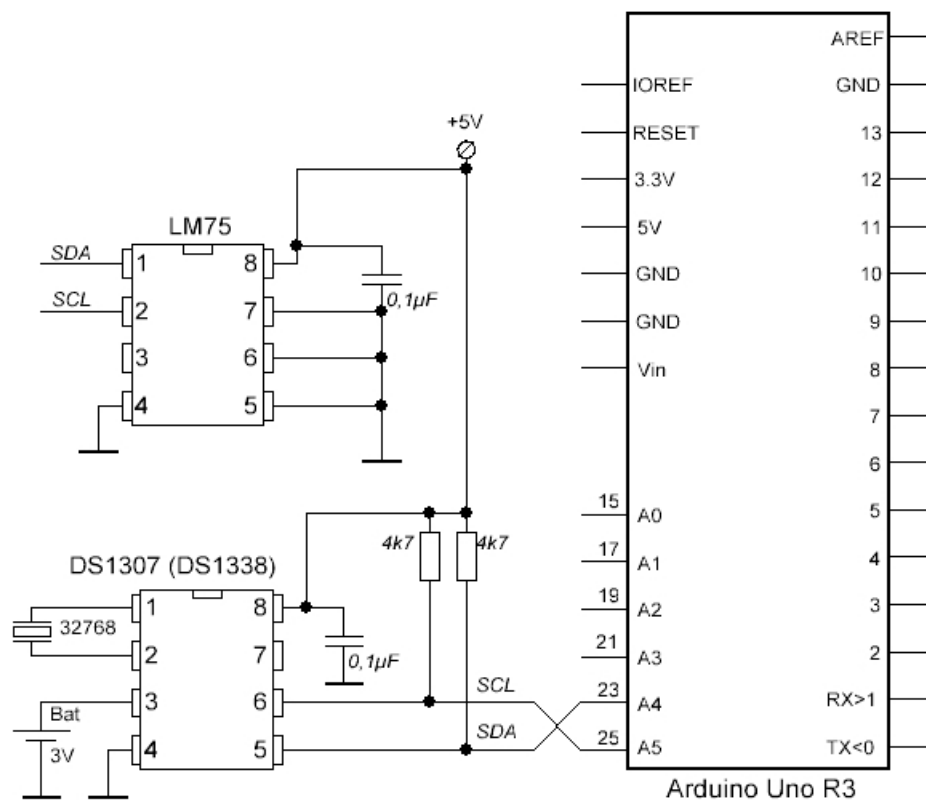 +5V
LM75
SDA
SCL
1
2
3
4
8
7
6
5
0,1µF
DS1307 (DS1338)
32768
Bat
3V
1
2
3
4
8
7
6
5
0,1µF
4k7
4k7
SCL
SDA
IOREF
RESET
3.3V
5V
GND
GND
Vin
15 A0
17 A1
19 A2
21 A3
23 A4
25 A5
AREF
GND
13
12
11
10
9
8
7
6
5
4
3
2
RX>1
TX<0
Arduino Uno R3